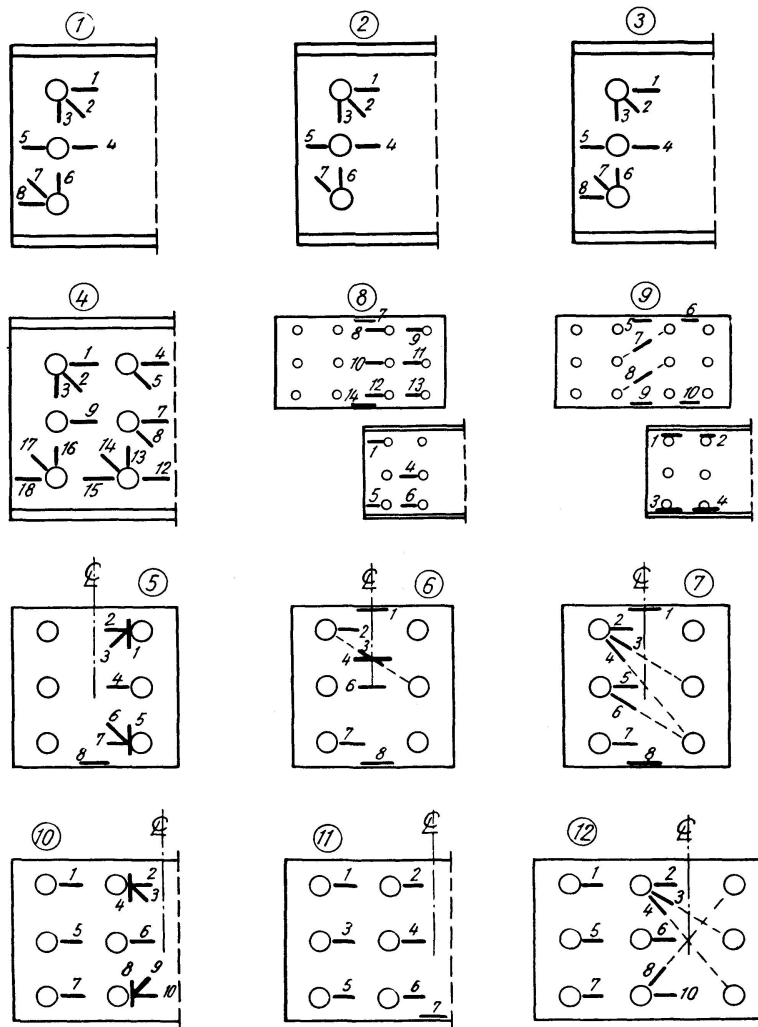 1 2 3
1 1 1
2 2 2
3 3 3
5 4 5 4 5 4
7 6 7 6 7 6
8 8
4 8 9
7 5 6
1 4 8 9 7
3 2 5 10 11 8
9 7 12 13 9 10
8 14
17 16 14 13 1 1 2
18 15 12 4
5 6 3 4
℄ 5 ℄ 6 ℄ 7
2 1 1
3 1 2 2 3
4 3 4
4 6 5
6 5 6
7 7 7
8 8 8
10 ℄ 11 ℄ 12 ℄
1 2 1 2 1 2
4 3 4 3
5 6 3 4 5 6
8 9 8
7 10 5 6 7 10
7